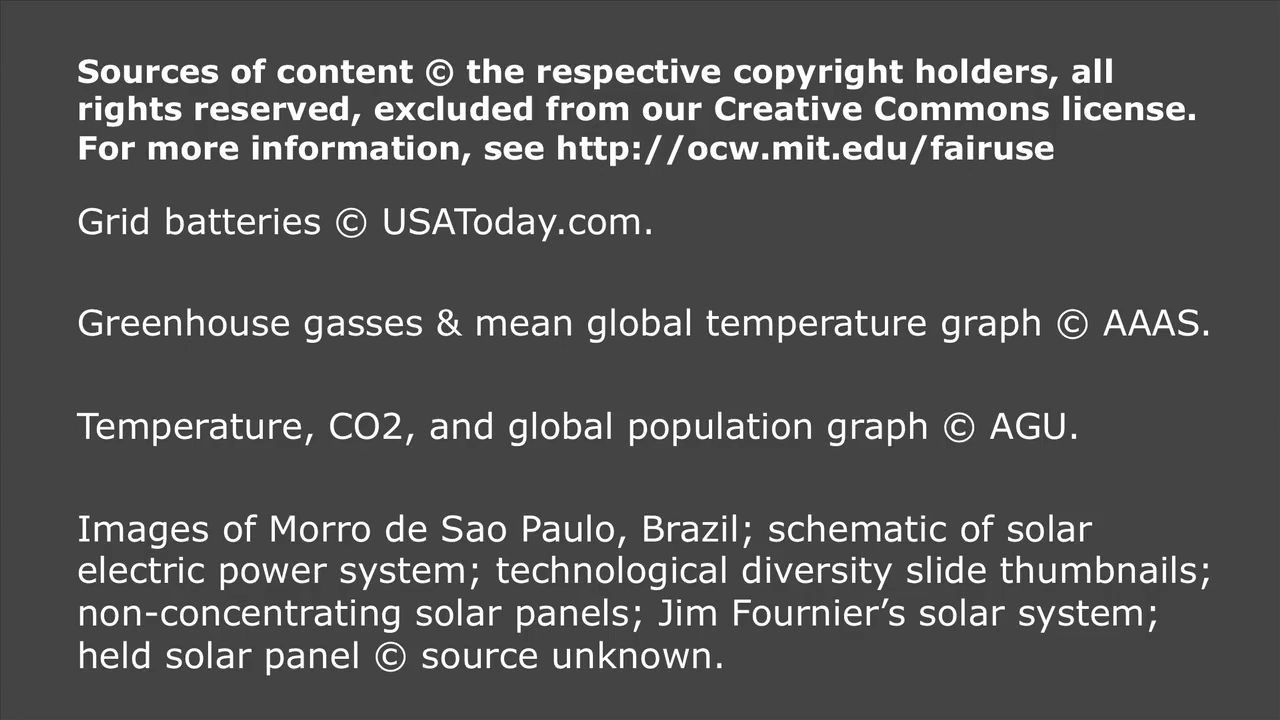 Sources of content © the respective copyright holders, all
rights reserved, excluded from our Creative Commons license.
For more information, see http://ocw.mit.edu/fairuse
Grid batteries © USAToday.com.
Greenhouse gasses & mean global temperature graph © AAAS.
Temperature, CO2, and global population graph © AGU.
Images of Morro de Sao Paulo, Brazil; schematic of solar
electric power system; technological diversity slide thumbnails;
non-concentrating solar panels; Jim Fournier’s solar system;
held solar panel © source unknown.